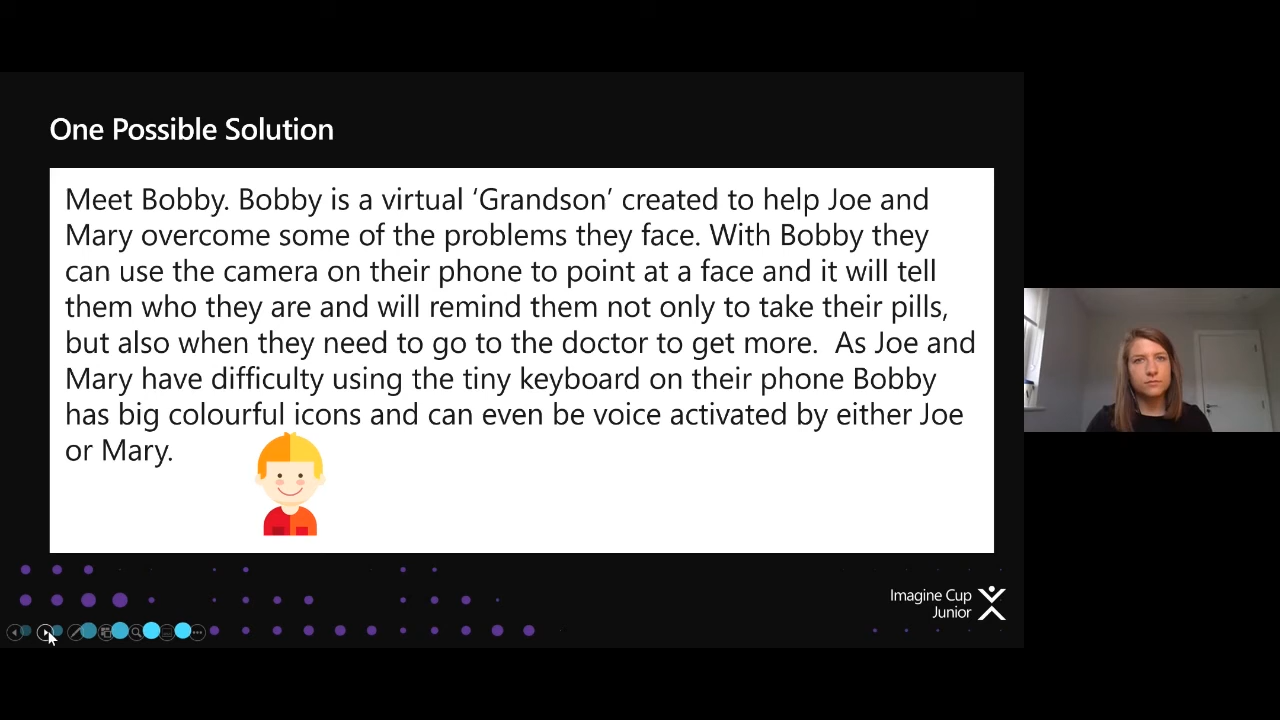 One Possible Solution
Meet Bobby. Bobby is a virtual ‘Grandson’ created to help Joe and
Mary overcome some of the problems they face. With Bobby they
can use the camera on their phone to point at a face and it will tell
them who they are and will remind them not only to take their pills,
but also when they need to go to the doctor to get more.  As Joe and
Mary have difficulty using the tiny keyboard on their phone Bobby
has big colourful icons and can even be voice activated by either Joe
or Mary.
Imagine Cup
Junior